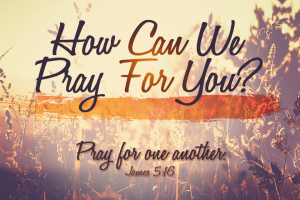 How Can We
Pray For You?
Pray for one another.
James 5:16